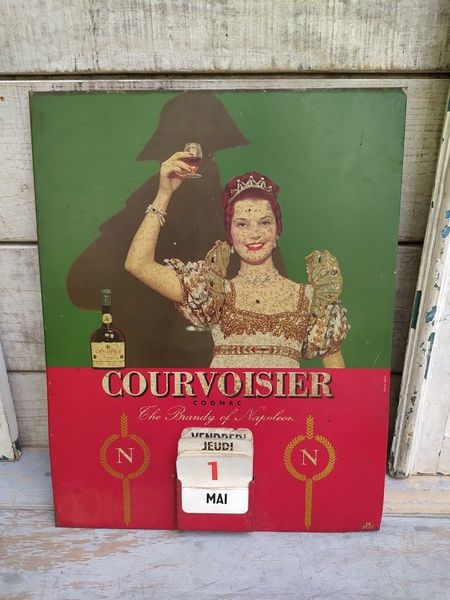 COURVOISIER
COGNAC
The Brandy of Napoleon
VENDREDI
JEUDI
1
MAI
N
N